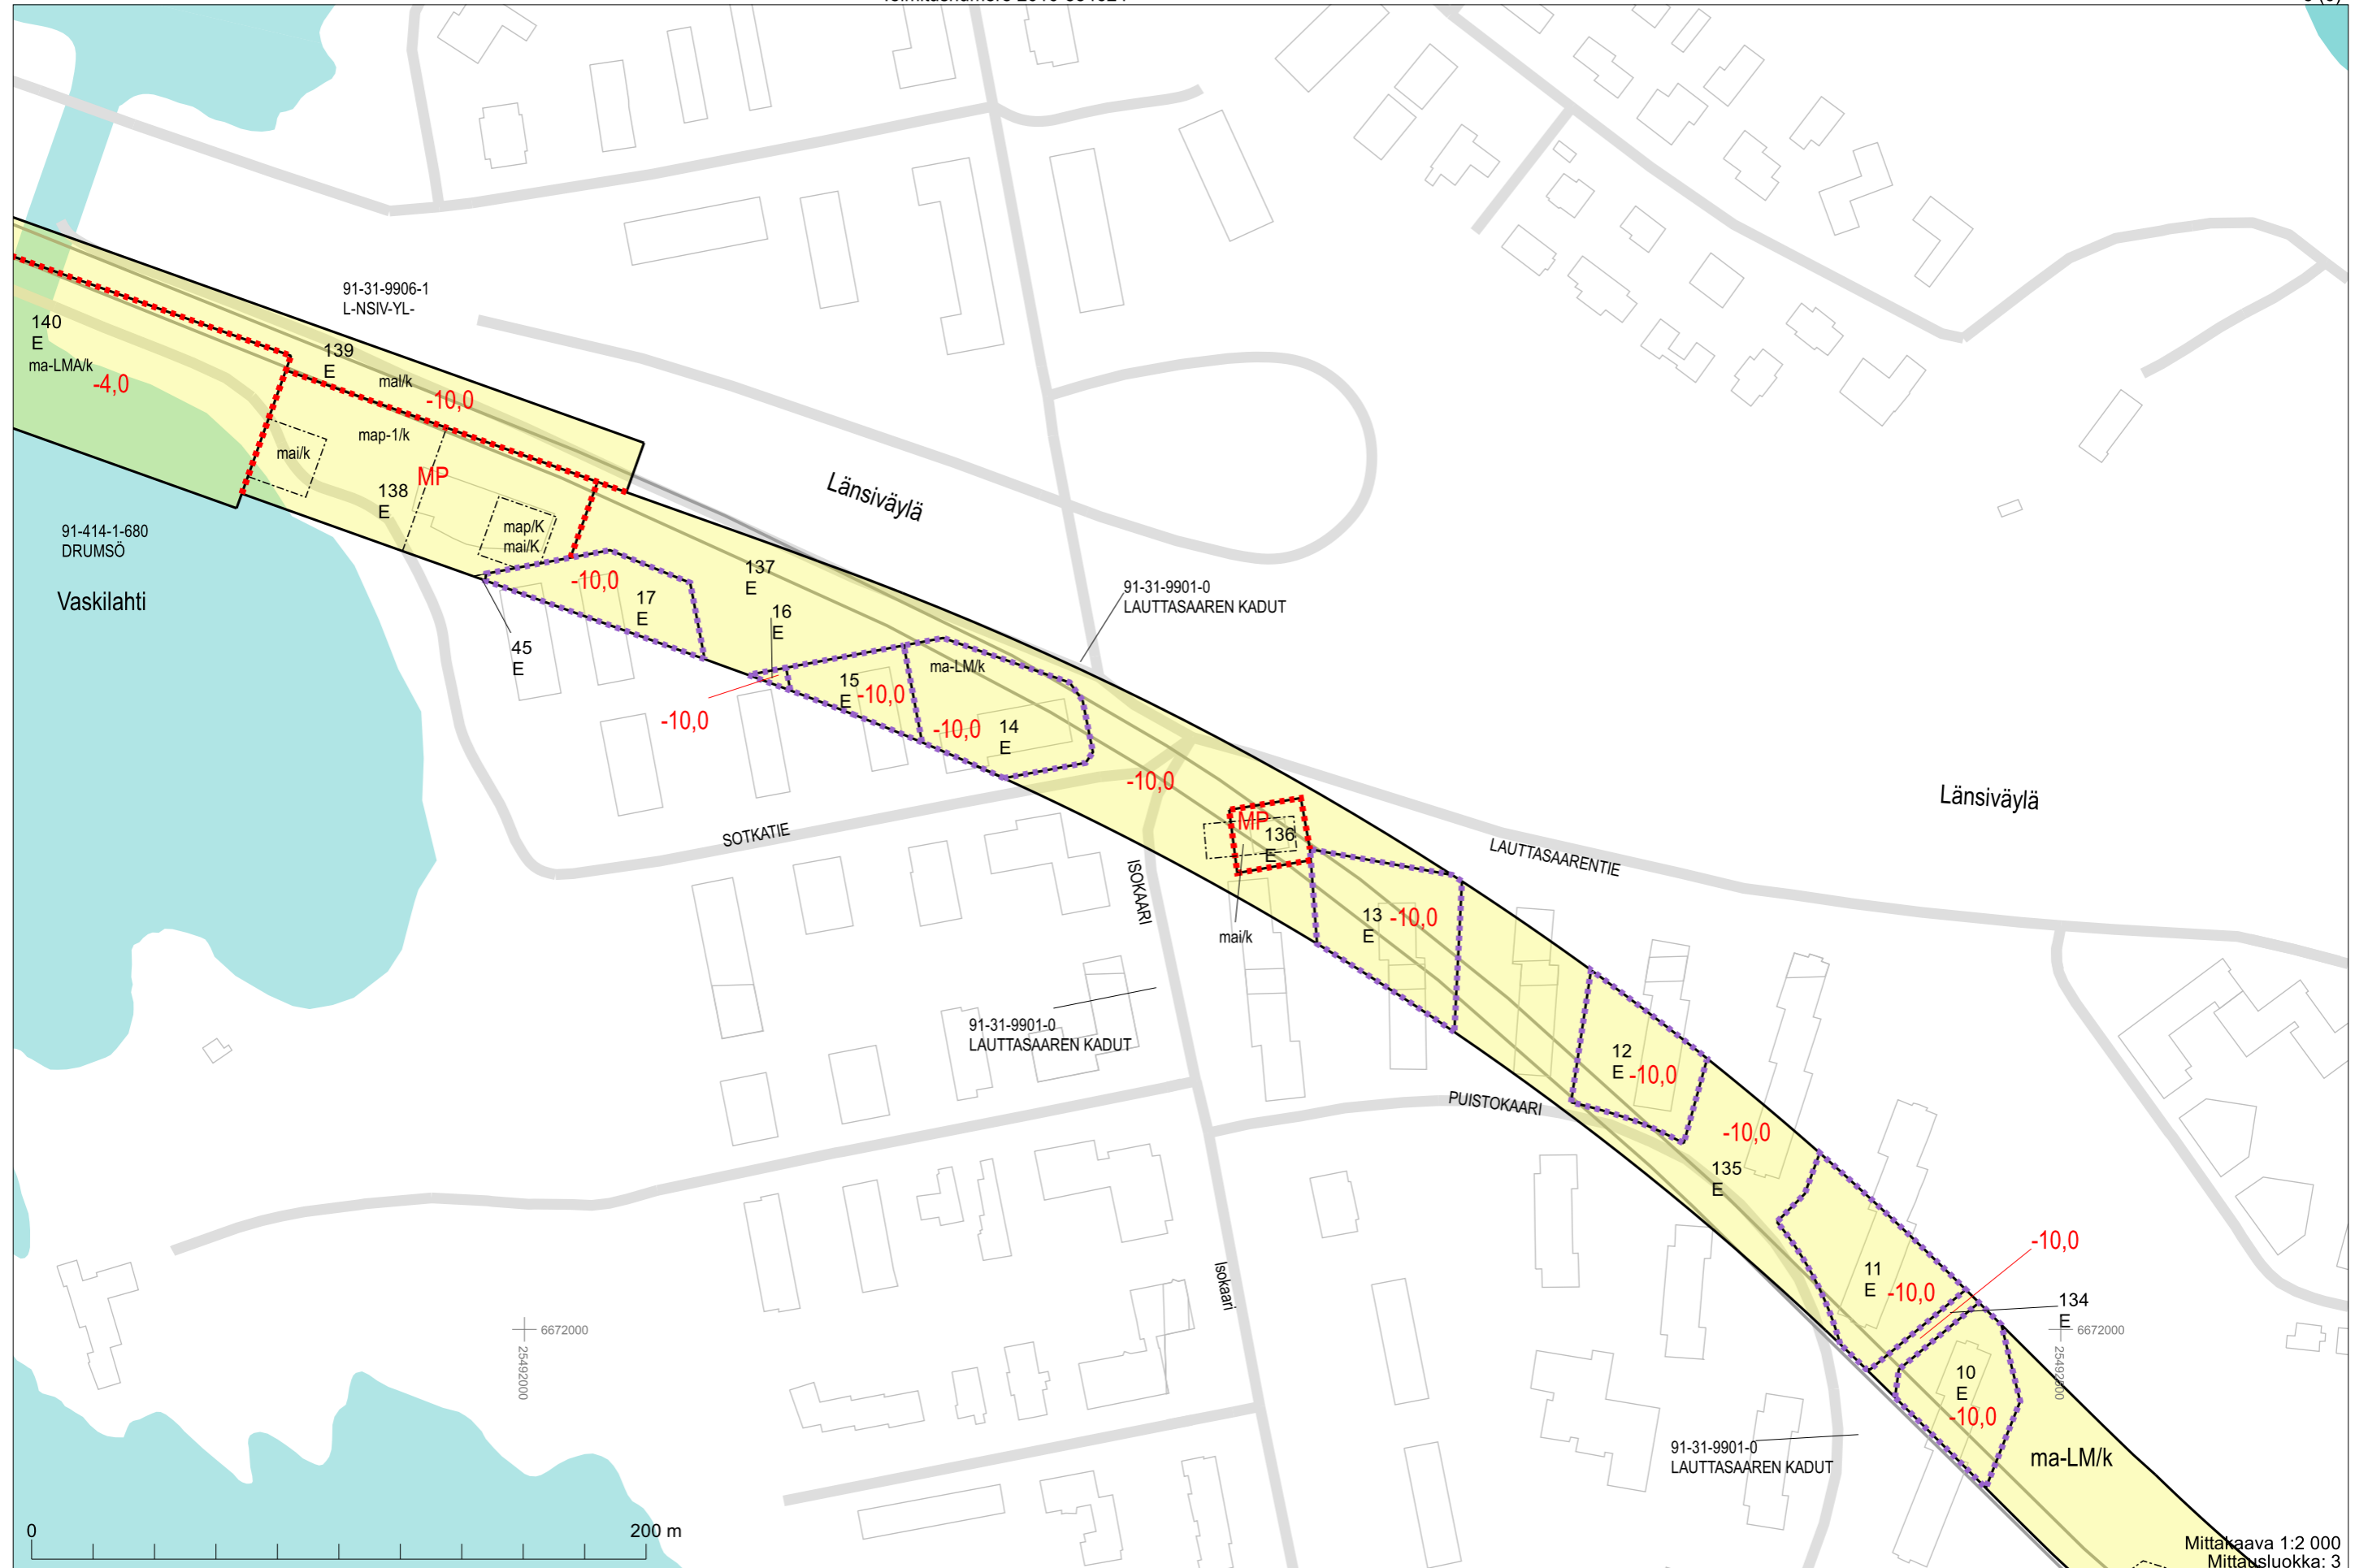 91-31-9906-1
L-NSIV-YL-
140
E
ma-LMA/k
-4,0
139
E
mal/k
-10,0
map-1/k
mai/k
MP
138
E
map/K
mai/K
91-414-1-680
DRUMSÖ
Vaskilahti
Länsiväylä
-10,0
17
E
45
E
137
E
16
E
-10,0
91-31-9901-0
LAUTTASAAREN KADUT
15
E
-10,0
ma-LM/k
-10,0
14
E
-10,0
SOTKATIE
MP
136
E
mai/k
ISOKAARI
Länsiväylä
LAUTTASAARENTIE
13
E
-10,0
91-31-9901-0
LAUTTASAAREN KADUT
12
E
-10,0
PUISTOKAARI
-10,0
135
E
Isokaari
11
E
-10,0
-10,0
134
E
6672000
25492000
6672000
10
E
-10,0
91-31-9901-0
LAUTTASAAREN KADUT
ma-LM/k
0
200 m
Mittakaava 1:2 000
Mittausluokka: 3